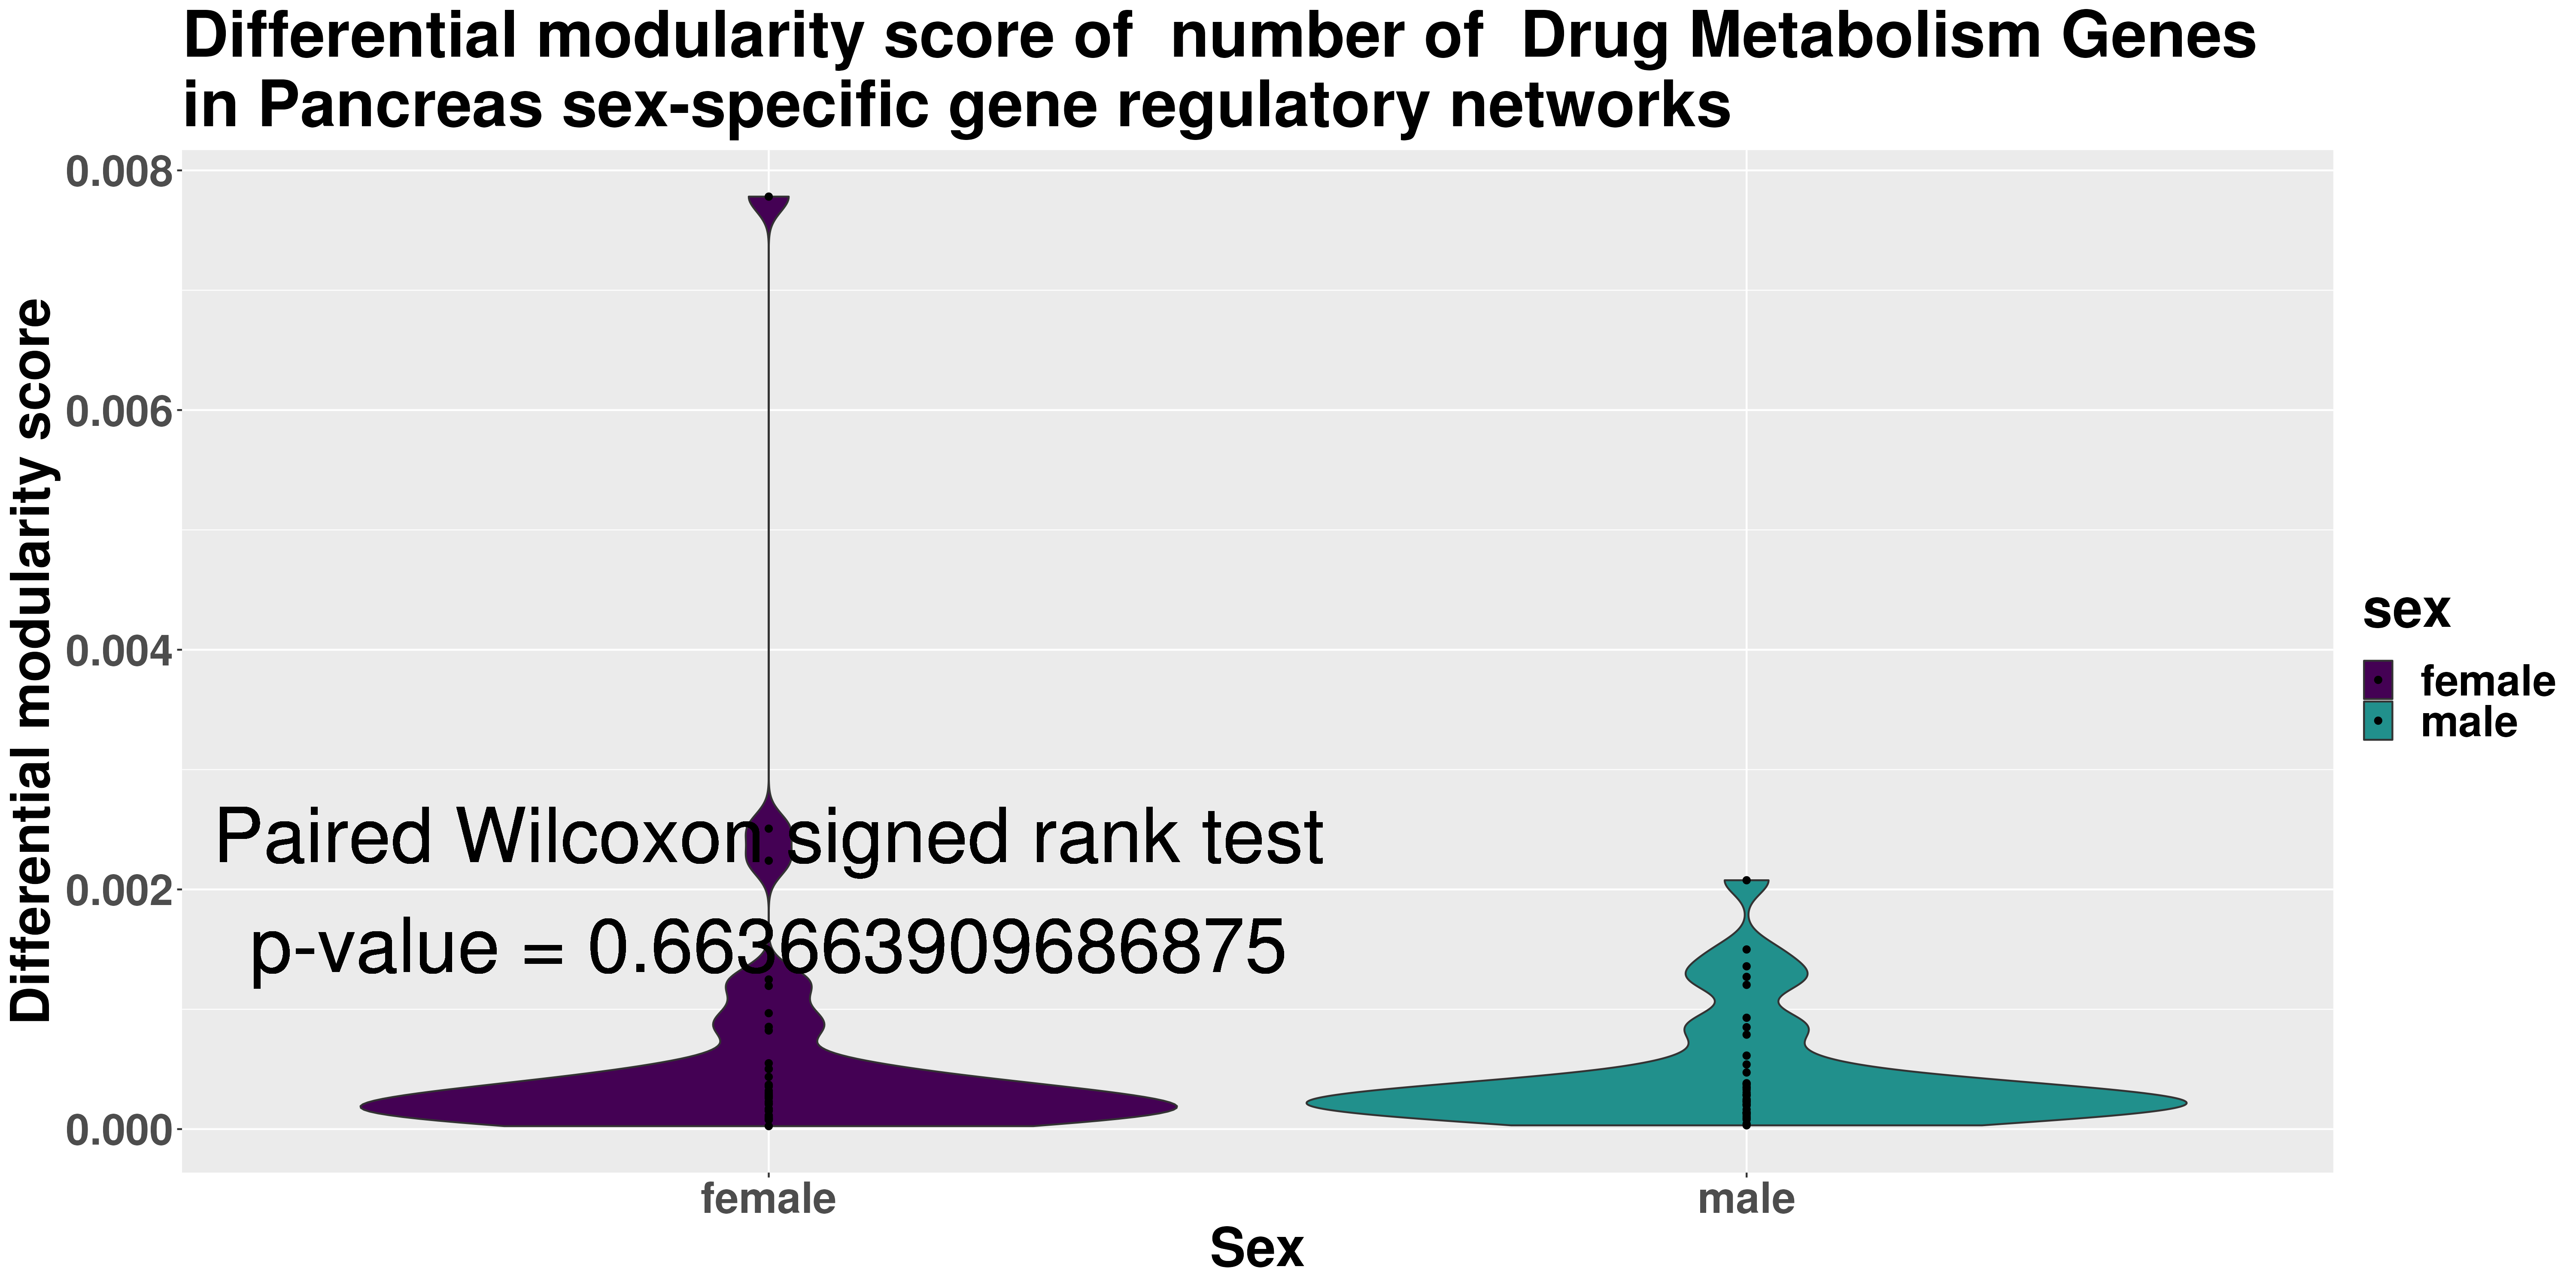 Differential modularity score of  number of  Drug Metabolism Genes
in Pancreas sex-specific gene regulatory networks
Differential modularity score
0.008
0.006
0.004
0.002
0.000
Paired Wilcoxon signed rank test
p-value = 0.663663909686875
female
male
Sex
sex
female
male